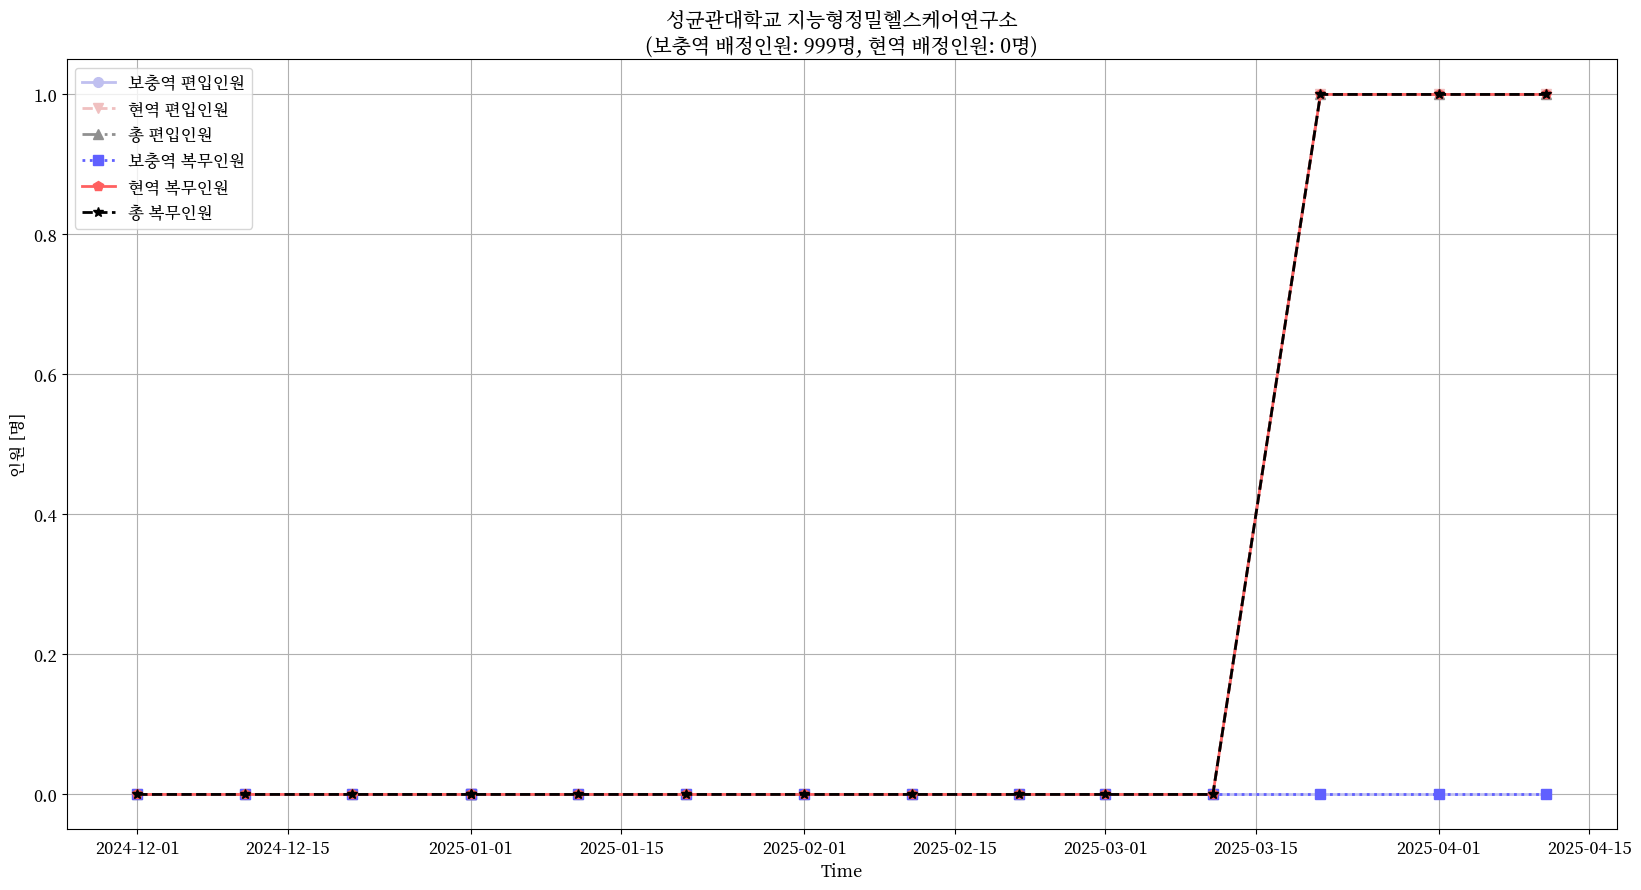 성균관대학교 지능형정밀헬스케어연구소
(보충역 배정인원: 999명, 현역 배정인원: 0명)
보충역 편입인원
현역 편입인원
총 편입인원
보충역 복무인원
현역 복무인원
총 복무인원
1.0
0.8
0.6
0.4
0.2
0.0
인원 [명]
2024-12-01
2024-12-15
2025-01-01
2025-01-15
2025-02-01
2025-02-15
2025-03-01
2025-03-15
2025-04-01
2025-04-15
Time